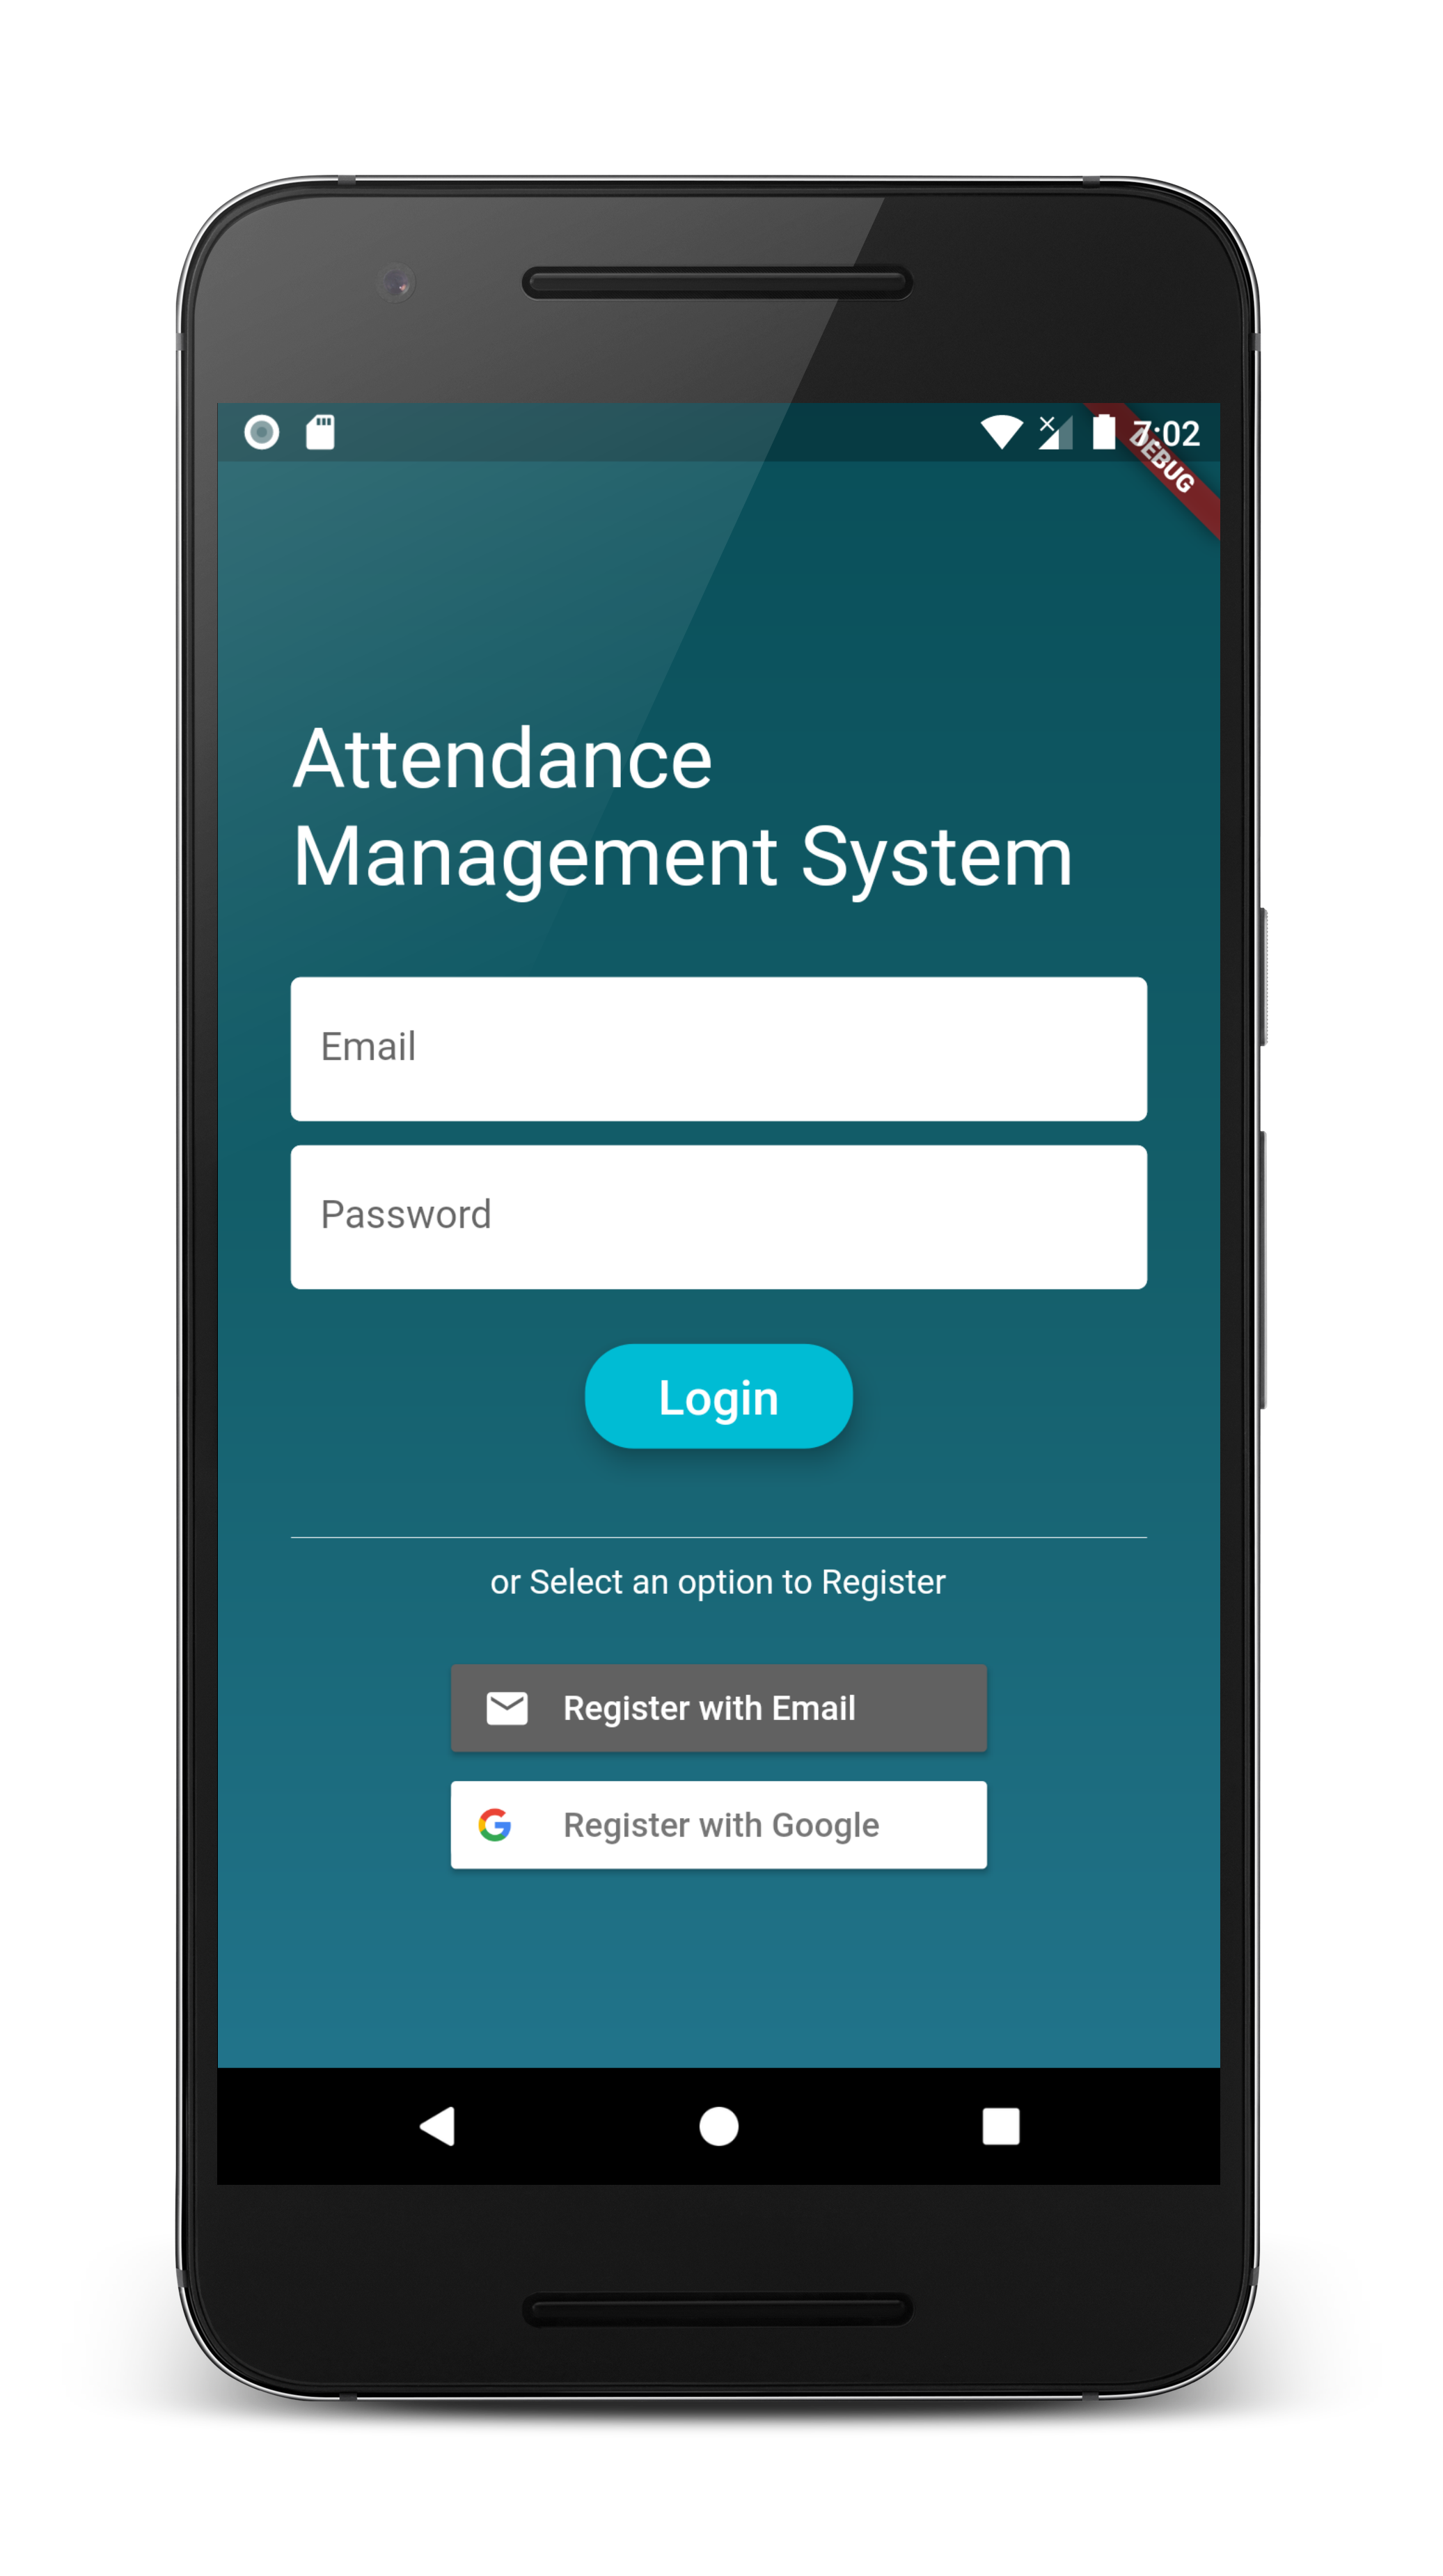 7:02
DEBUG
Attendance
Management System
Email
Password
Login
or Select an option to Register
Register with Email
Register with Google